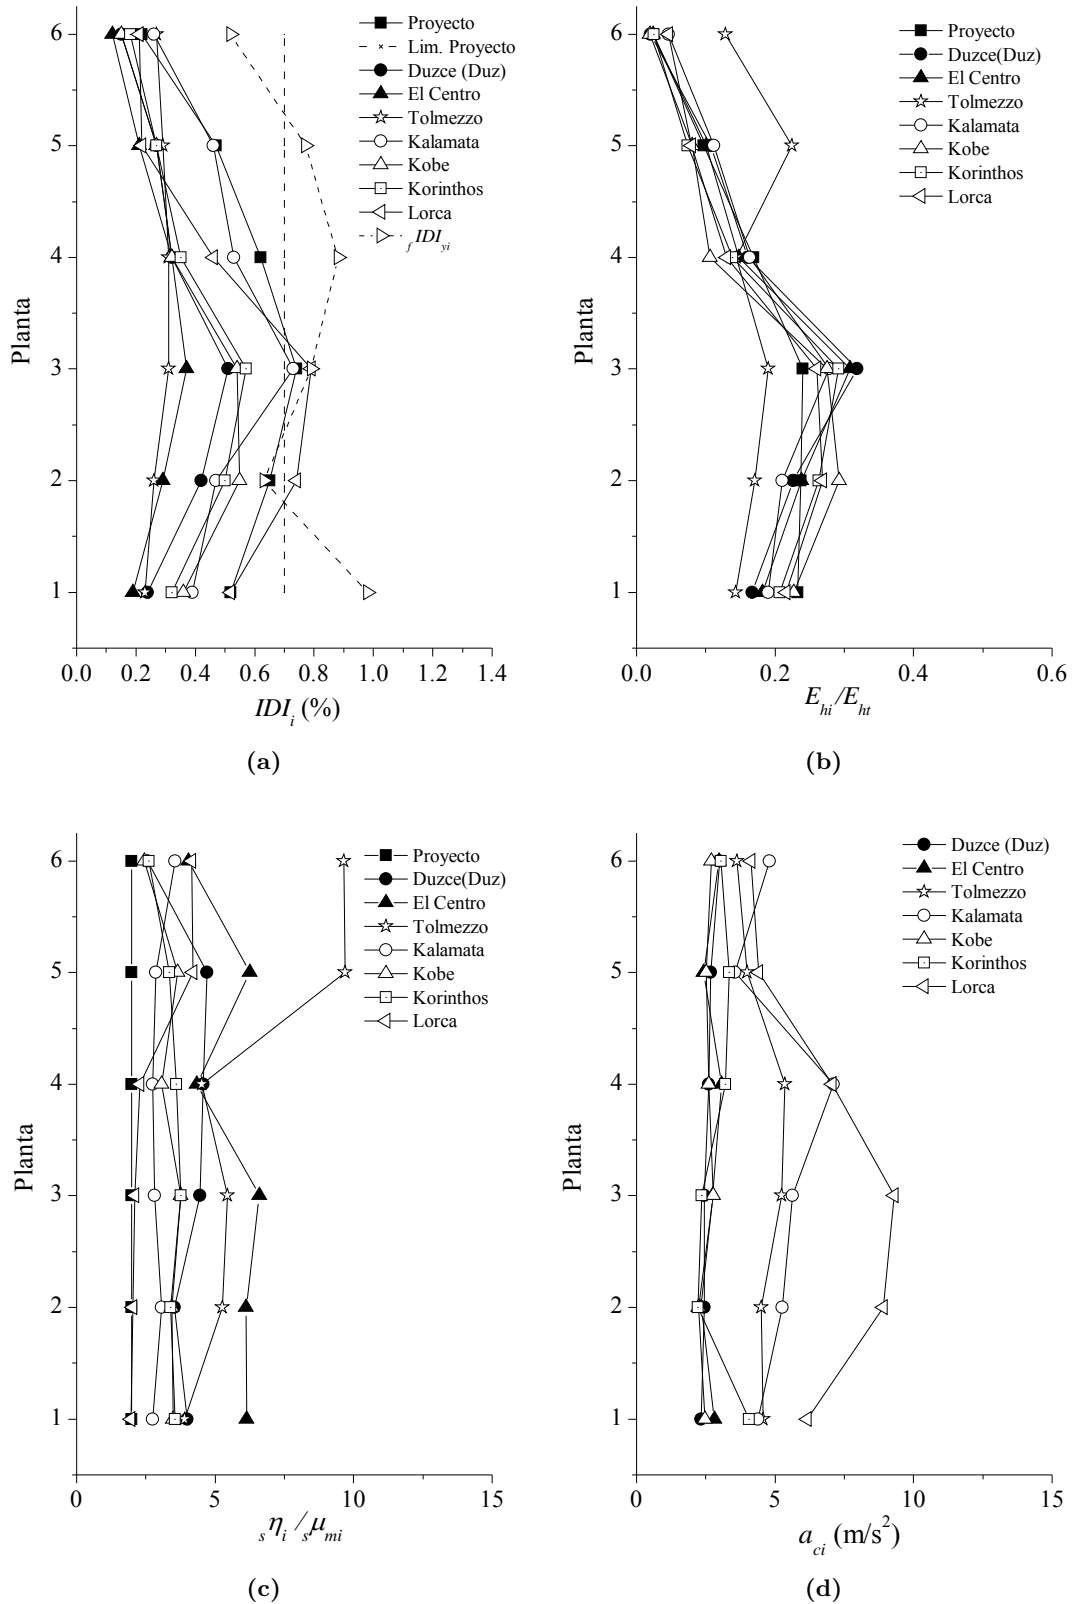 Proyecto
Lim. Proyecto
Duzce (Duz)
El Centro
Tolmezzo
Kalamata
Kobe
Korinthos
Lorca
fIDIyi
6
5
4
3
2
1
Planta
0.0 0.2 0.4 0.6 0.8 1.0 1.2 1.4
IDIi (%)
(a)
Proyecto
Duzce(Duz)
El Centro
Tolmezzo
Kalamata
Kobe
Korinthos
Lorca
6
5
4
3
2
1
Planta
0.0 0.2 0.4 0.6
Ehi/Eht
(b)
Proyecto
Duzce(Duz)
El Centro
Tolmezzo
Kalamata
Kobe
Korinthos
Lorca
6
5
4
3
2
1
Planta
0 5 10 15
sηi/sμmi
(c)
Duzce (Duz)
El Centro
Tolmezzo
Kalamata
Kobe
Korinthos
Lorca
6
5
4
3
2
1
Planta
0 5 10 15
aci (m/s²)
(d)